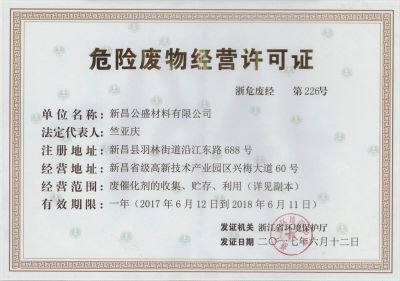 危险废物经营许可证
浙危废经 第226号
单位名称：新昌公盛材料有限公司
法定代表人：竺亚庆
注册地址：新昌县羽林街道沿江东路688号
经营地址：新昌省级高新技术产业园区兴梅大道60号
经营范围：废催化剂的收集、贮存、利用（详见副本）
有效期限：一年（2017年6月12日到2018年6月11日）
发证机关 浙江省环境保护厅
发证日期 二〇一七年六月十二日